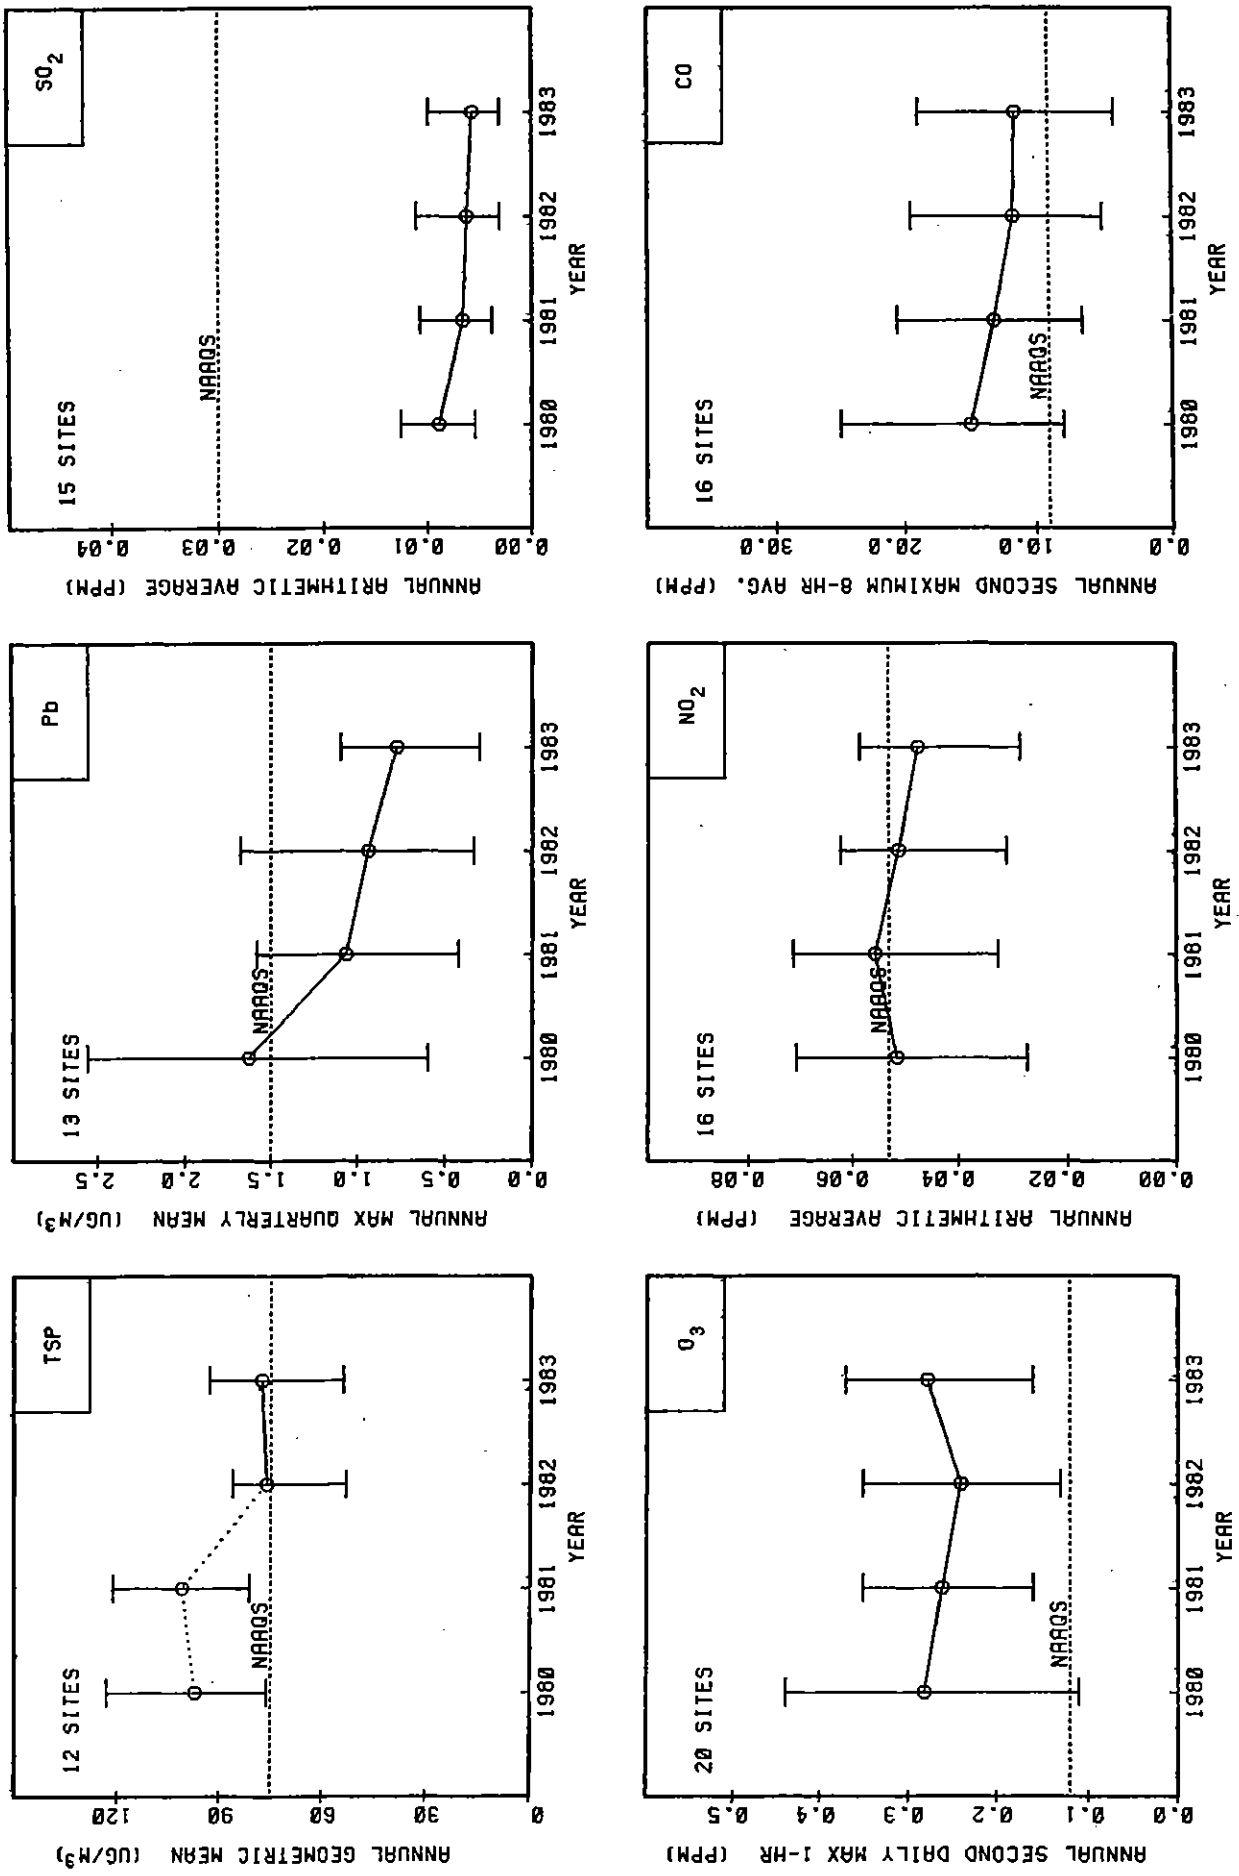 TSP
12 SITES
NAAQS
ANNUAL GEOMETRIC MEAN (UG/M³)
120
90
60
30
0
1980 1981 1982 1983
YEAR
Pb
13 SITES
NAAQS
ANNUAL MAX QUARTERLY MEAN (UG/M³)
2.5
2.0
1.5
1.0
0.5
0.0
1980 1981 1982 1983
YEAR
SO₂
15 SITES
NAAQS
ANNUAL ARITHMETIC AVERAGE (PPM)
0.04
0.03
0.02
0.01
0.00
1980 1981 1982 1983
YEAR
O₃
20 SITES
NAAQS
ANNUAL SECOND DAILY MAX 1-HR (PPM)
0.5
0.4
0.3
0.2
0.1
0.0
1980 1981 1982 1983
YEAR
NO₂
16 SITES
NAAQS
ANNUAL ARITHMETIC AVERAGE (PPM)
0.08
0.06
0.04
0.02
0.00
1980 1981 1982 1983
YEAR
CO
16 SITES
NAAQS
ANNUAL SECOND MAXIMUM 8-HR AVG. (PPM)
30.0
20.0
10.0
0.0
1980 1981 1982 1983
YEAR